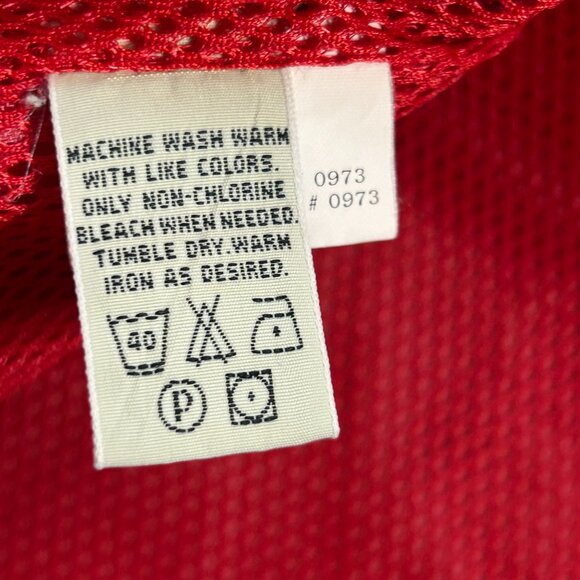 MACHINE WASH WARM
WITH LIKE COLORS.
ONLY NON-CHLORINE
BLEACH WHEN NEEDED.
TUMBLE DRY.WARM
IRON AS DESIRED.
40
P
0973
# 0973